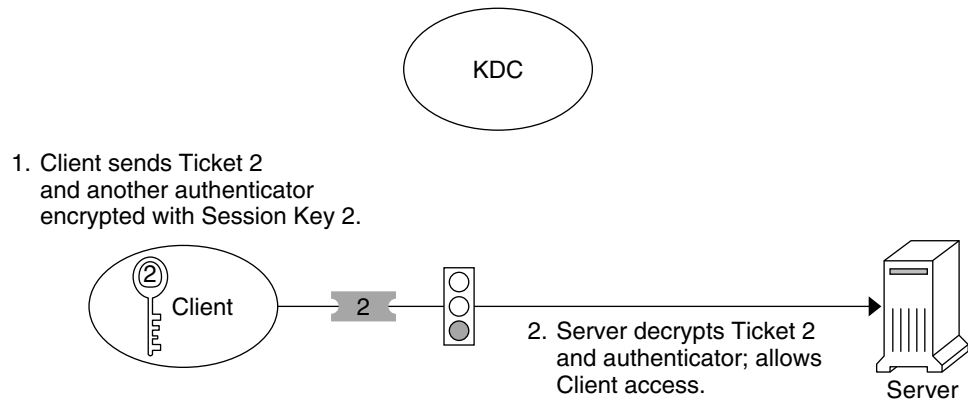 KDC
1. Client sends Ticket 2
and another authenticator
encrypted with Session Key 2.
2
Client
2
2. Server decrypts Ticket 2
and authenticator; allows
Client access.
Server